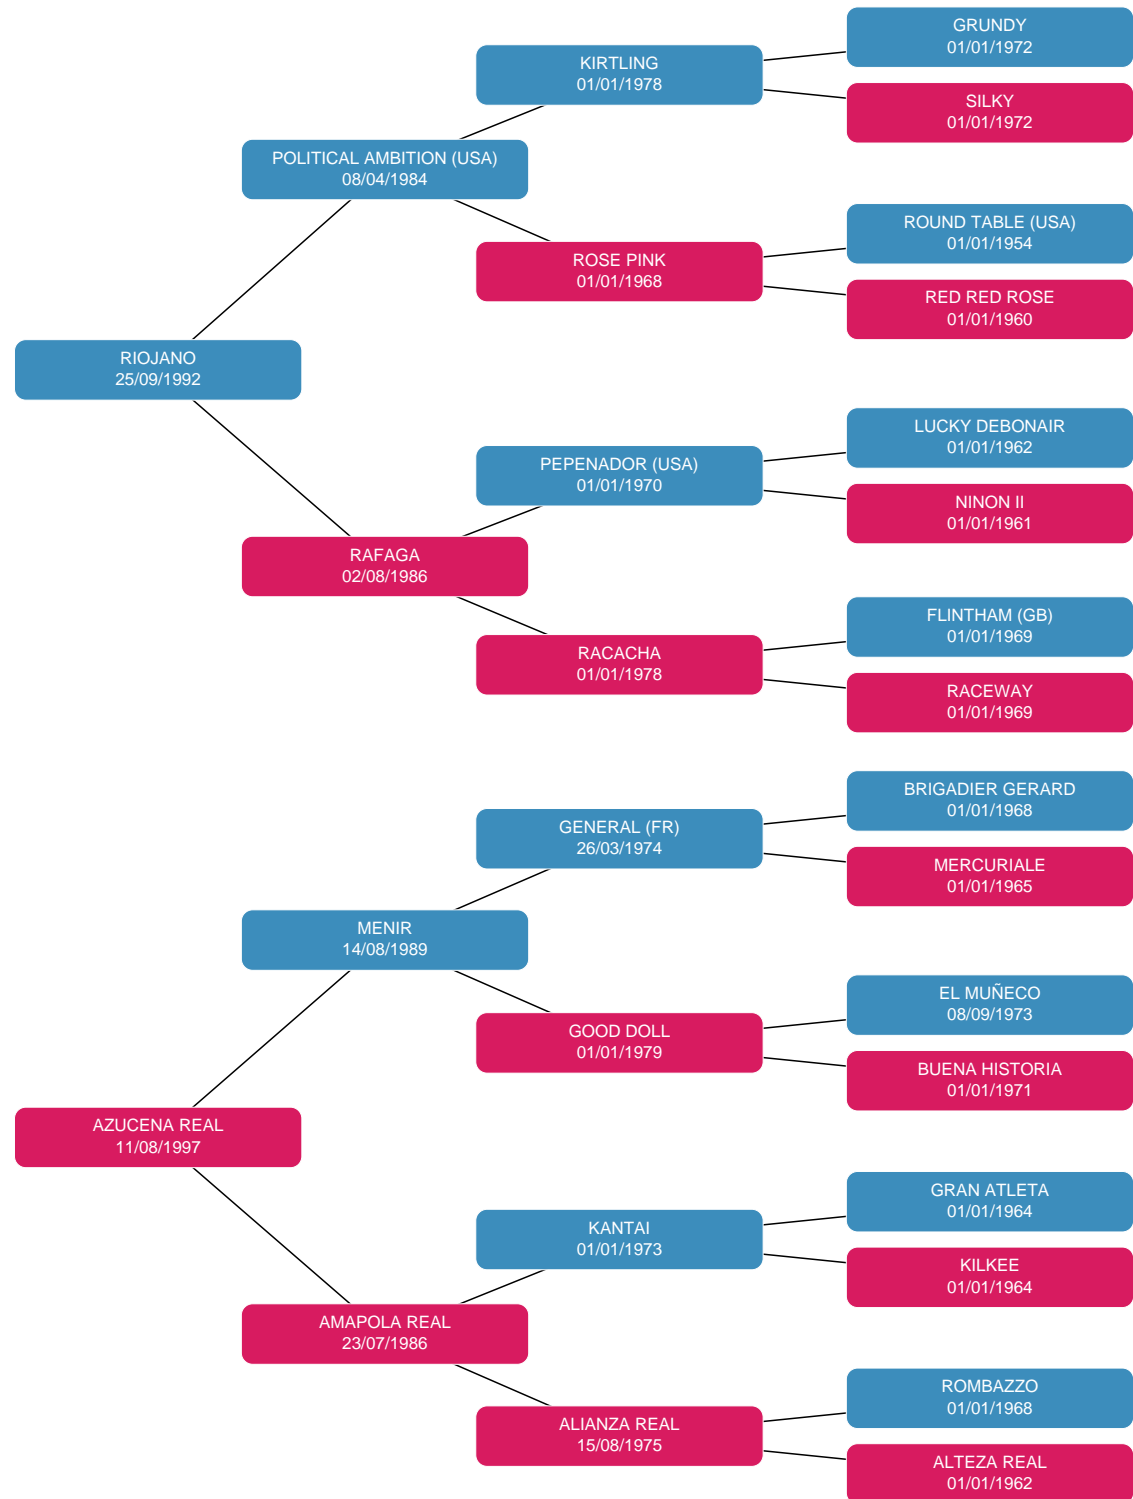 GRUNDY
01/01/1972
KIRTLING
01/01/1978
SILKY
01/01/1972
POLITICAL AMBITION (USA)
08/04/1984
ROUND TABLE (USA)
01/01/1954
ROSE PINK
01/01/1968
RED RED ROSE
01/01/1960
RIOJANO
25/09/1992
LUCKY DEBONAIR
01/01/1962
PEPENADOR (USA)
01/01/1970
NINON II
01/01/1961
RAFAGA
02/08/1986
FLINTHAM (GB)
01/01/1969
RACACHA
01/01/1978
RACEWAY
01/01/1969
BRIGADIER GERARD
01/01/1968
GENERAL (FR)
26/03/1974
MERCURIALE
01/01/1965
MENIR
14/08/1989
EL MUÑECO
08/09/1973
GOOD DOLL
01/01/1979
BUENA HISTORIA
01/01/1971
AZUCENA REAL
11/08/1997
GRAN ATLETA
01/01/1964
KANTAI
01/01/1973
KILKEE
01/01/1964
AMAPOLA REAL
23/07/1986
ROMBAZZO
01/01/1968
ALIANZA REAL
15/08/1975
ALTEZA REAL
01/01/1962